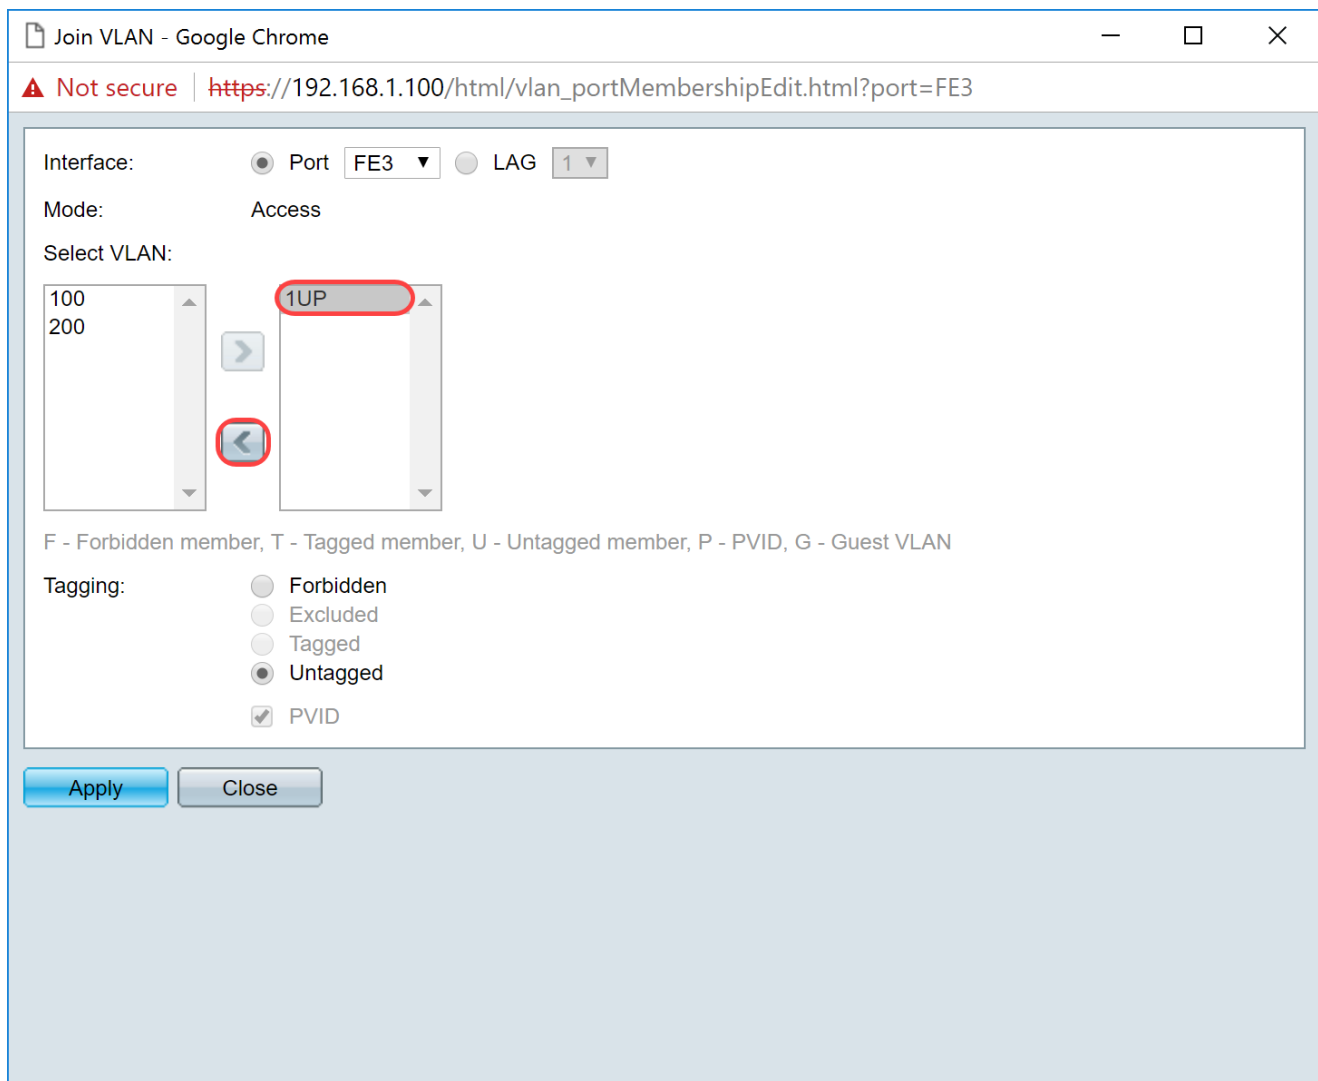 Join VLAN - Google Chrome
Not secure https://192.168.1.100/html/vlan_portMembershipEdit.html?port=FE3
Interface: Port FE3 LAG 1
Mode: Access
Select VLAN:
100 1UP
200
F - Forbidden member, T - Tagged member, U - Untagged member, P - PVID, G - Guest VLAN
Tagging: Forbidden
Excluded
Tagged
Untagged
PVID
Apply Close